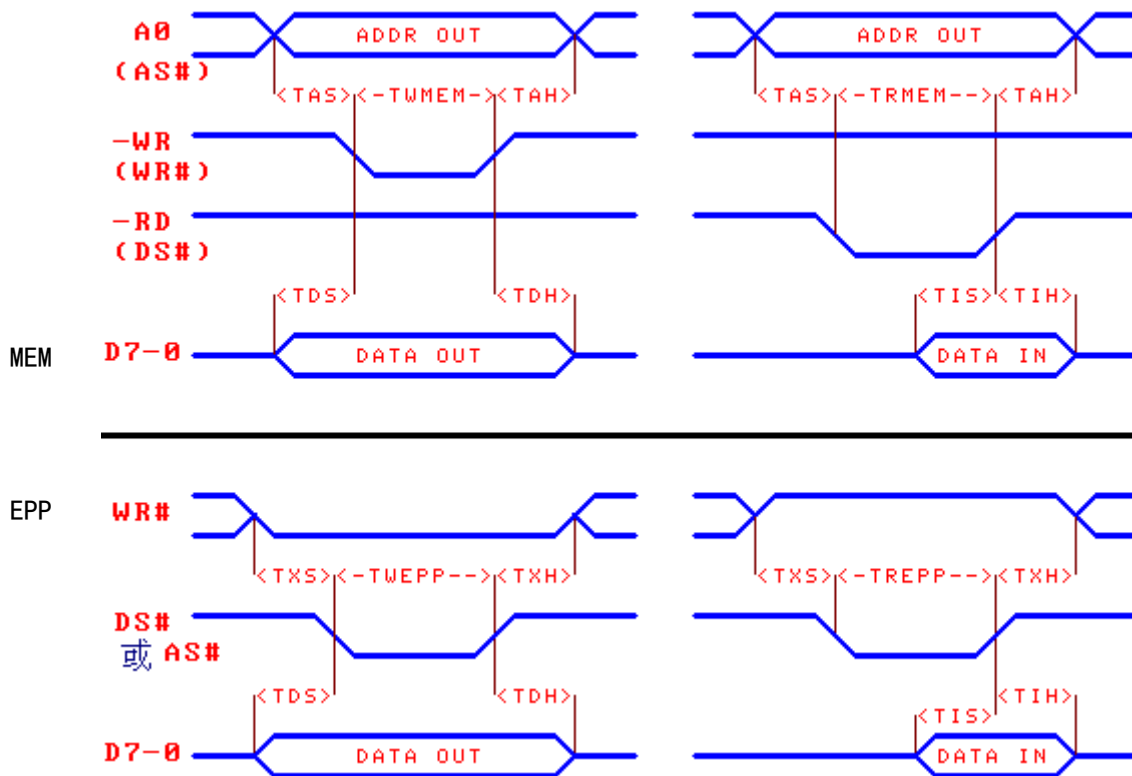 A0 ADDR OUT ADDR OUT
(AS#)
<TAS><-TWMEM-><TAH> <TAS><-TRMEM--><TAH>
-WR
(WR#)
-RD
(DS#)
<TDS> <TDH> <TIS><TIH>
MEM D7-0 DATA OUT DATA IN
EPP WR#
<TXS><-TWEPP--><TXH> <TXS><-TREPP--><TXH>
DS#
或 AS#
<TDS> <TDH> <TIH>
<TIS>
D7-0 DATA OUT DATA IN